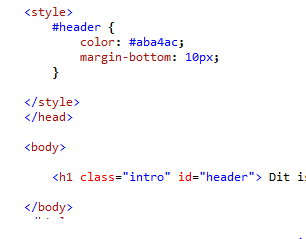 <style>
#header {
color: #aba4ac;
margin-bottom: 10px;
}
</style>
</head>
<body>
<h1 class="intro" id="header"> Dit is
</body>